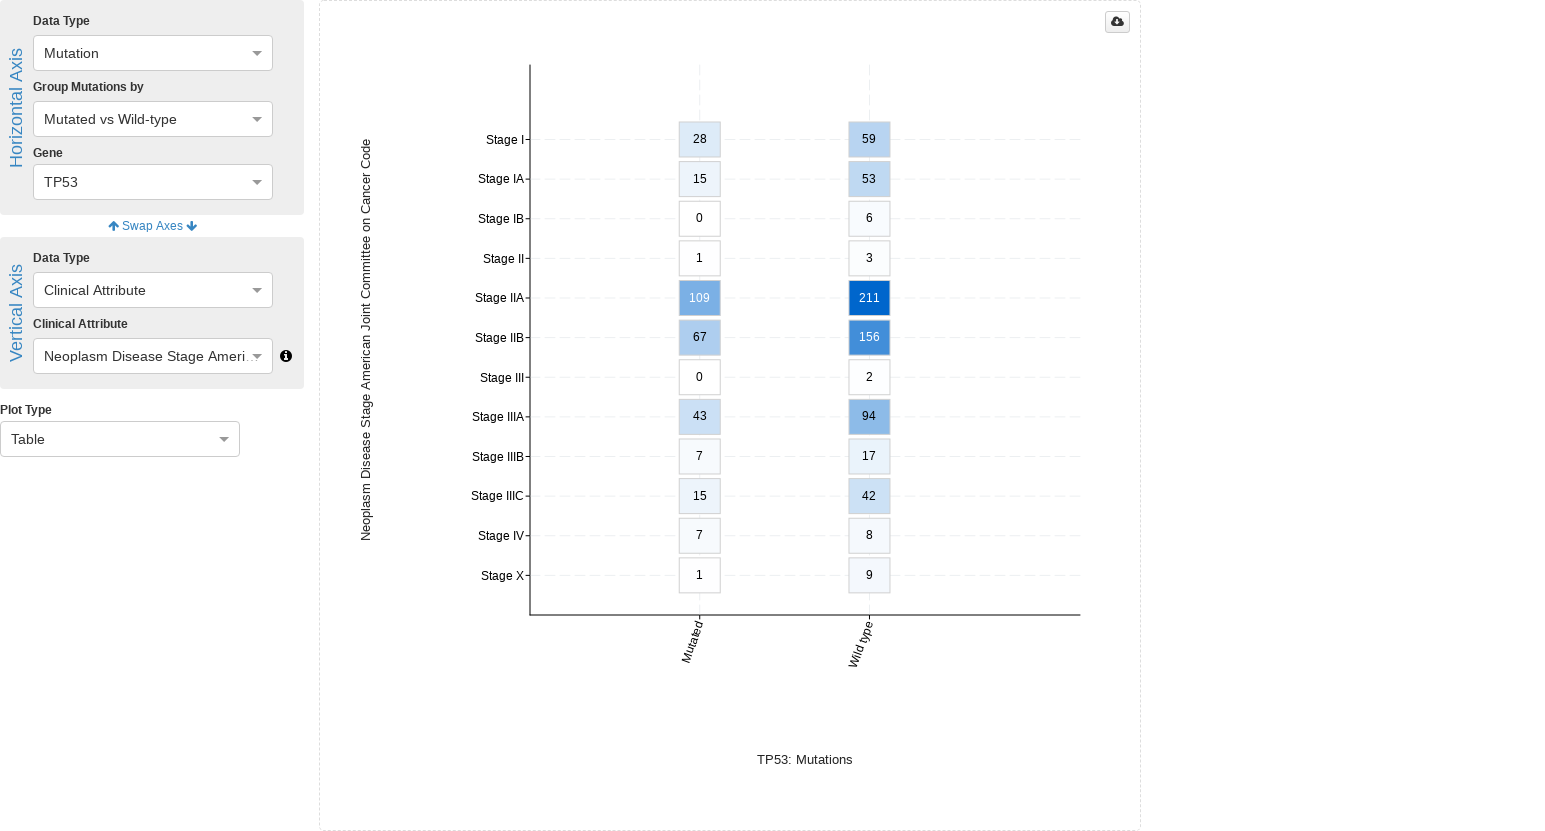 Horizontal Axis
Data Type
Mutation
Group Mutations by
Mutated vs Wild-type
Gene
TP53
Swap Axes
Vertical Axis
Data Type
Clinical Attribute
Clinical Attribute
Neoplasm Disease Stage Ameri...
Plot Type
Table
Neoplasm Disease Stage American Joint Committee on Cancer Code
Stage I 28 59
Stage IA 15 53
Stage IB 0 6
Stage II 1 3
Stage IIA 109 211
Stage IIB 67 156
Stage III 0 2
Stage IIIA 43 94
Stage IIIB 7 17
Stage IIIC 15 42
Stage IV 7 8
Stage X 1 9
Mutated Wild type
TP53: Mutations